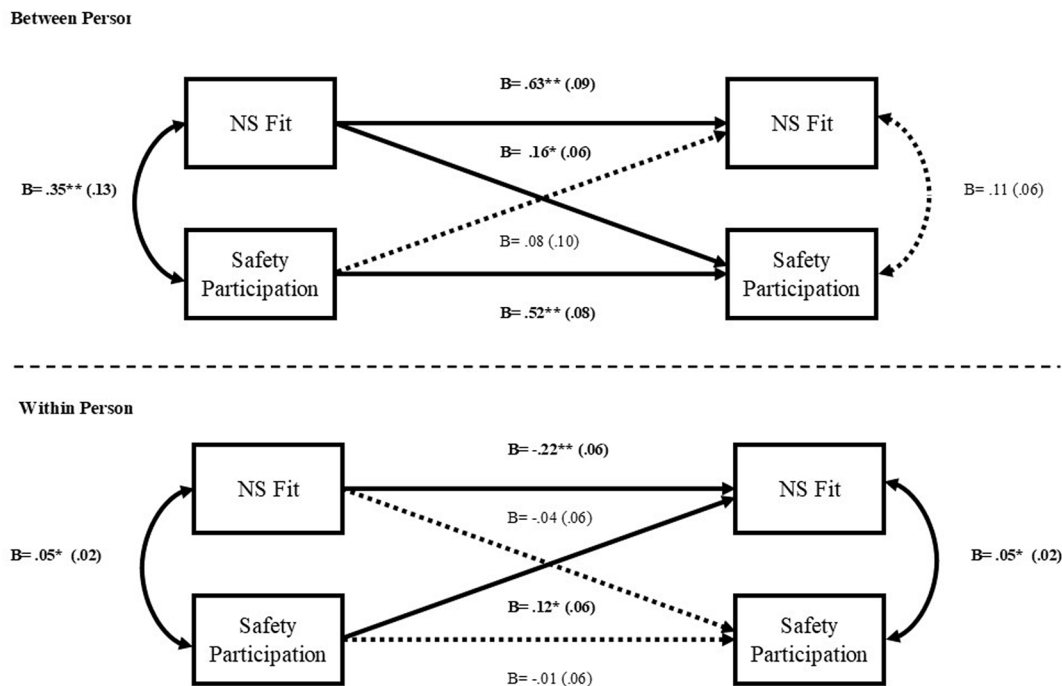 Between Person
B= .63** (.09)
NS Fit
NS Fit
B= .16* (.06)
B= .35** (.13)
B= .11 (.06)
B= .08 (.10)
Safety
Participation
Safety
Participation
B= .52** (.08)
Within Person
B= -.22** (.06)
NS Fit
NS Fit
B= -.04 (.06)
B= .05* (.02)
B= .05* (.02)
B= .12* (.06)
Safety
Participation
Safety
Participation
B= -.01 (.06)